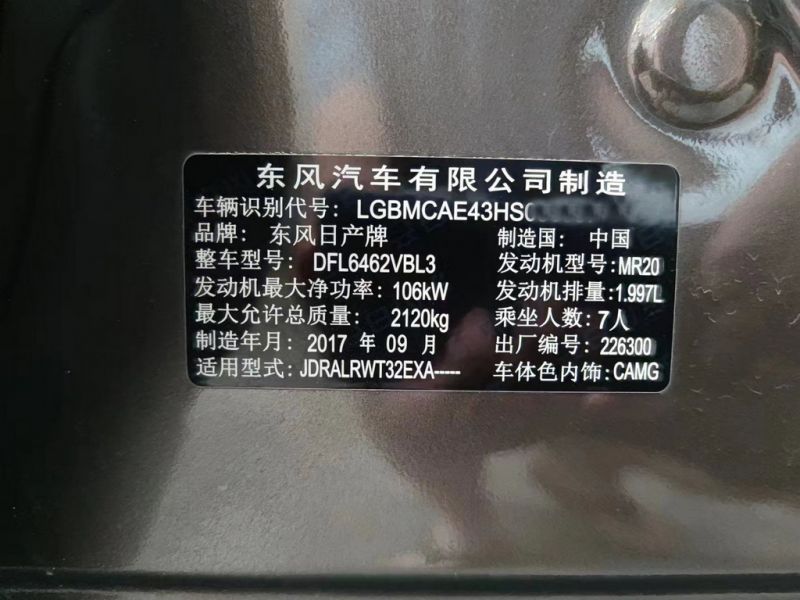 东风汽车有限公司制造
车辆识别代号: LGBMCAE43HS
品牌: 东风日产牌 制造国: 中国
整车型号: DFL6462VBL3 发动机型号:MR20
发动机最大净功率: 106kW 发动机排量:1.997L
最大允许总质量: 2120kg 乘坐人数:7人
制造年月: 2017 年 09 月 出厂编号: 226300
适用型式: JDRALRWT32EXA----- 车体色内饰:CAMG